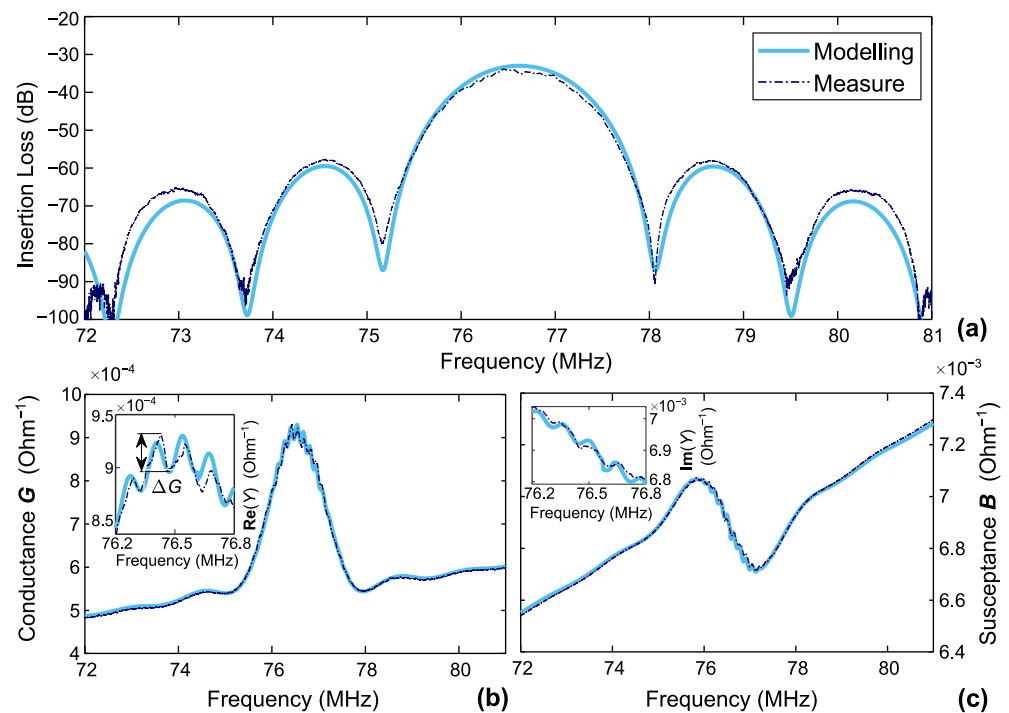 −20
−30
−40
−50
−60
−70
−80
−90
−100
Insertion Loss (dB)
Modelling
Measure
72 73 74 75 76 77 78 79 80 81
Frequency (MHz)
(a)
×10⁻⁴
10
9
8
7
6
5
4
Conductance G (Ohm⁻¹)
×10⁻⁴
9.5
9
8.5
ΔG
Re(Y) (Ohm⁻¹)
76.2 76.5 76.8
Frequency (MHz)
72 74 76 78 80
Frequency (MHz)
(b)
×10⁻³
7.4
7.2
7
6.8
6.6
6.4
Susceptance B (Ohm⁻¹)
×10⁻³
7
6.9
6.8
Im(Y)
(Ohm⁻¹)
76.2 76.5 76.8
Frequency (MHz)
72 74 76 78 80
Frequency (MHz)
(c)